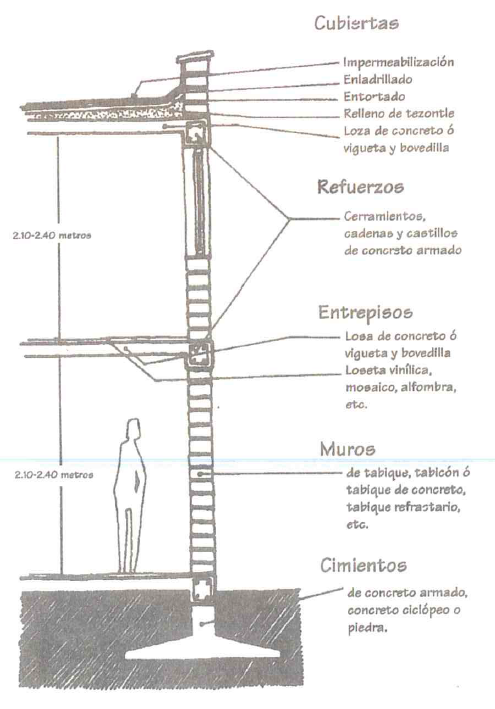 Cubiertas
Impermeabilización
Enladrillado
Entortado
Relleno de tezontle
Loza de concreto ó
vigueta y bovedilla
Refuerzos
Cerramientos,
cadenas y castillos
de concreto armado
2.10-2.40 metros
Entrepisos
Losa de concreto ó
vigueta y bovedilla
Loseta vinílica,
mosaico, alfombra,
etc.
Muros
de tabique, tabicón ó
tabique de concreto,
tabique refractario,
etc.
2.10-2.40 metros
Cimientos
de concreto armado,
concreto ciclópeo o
piedra.